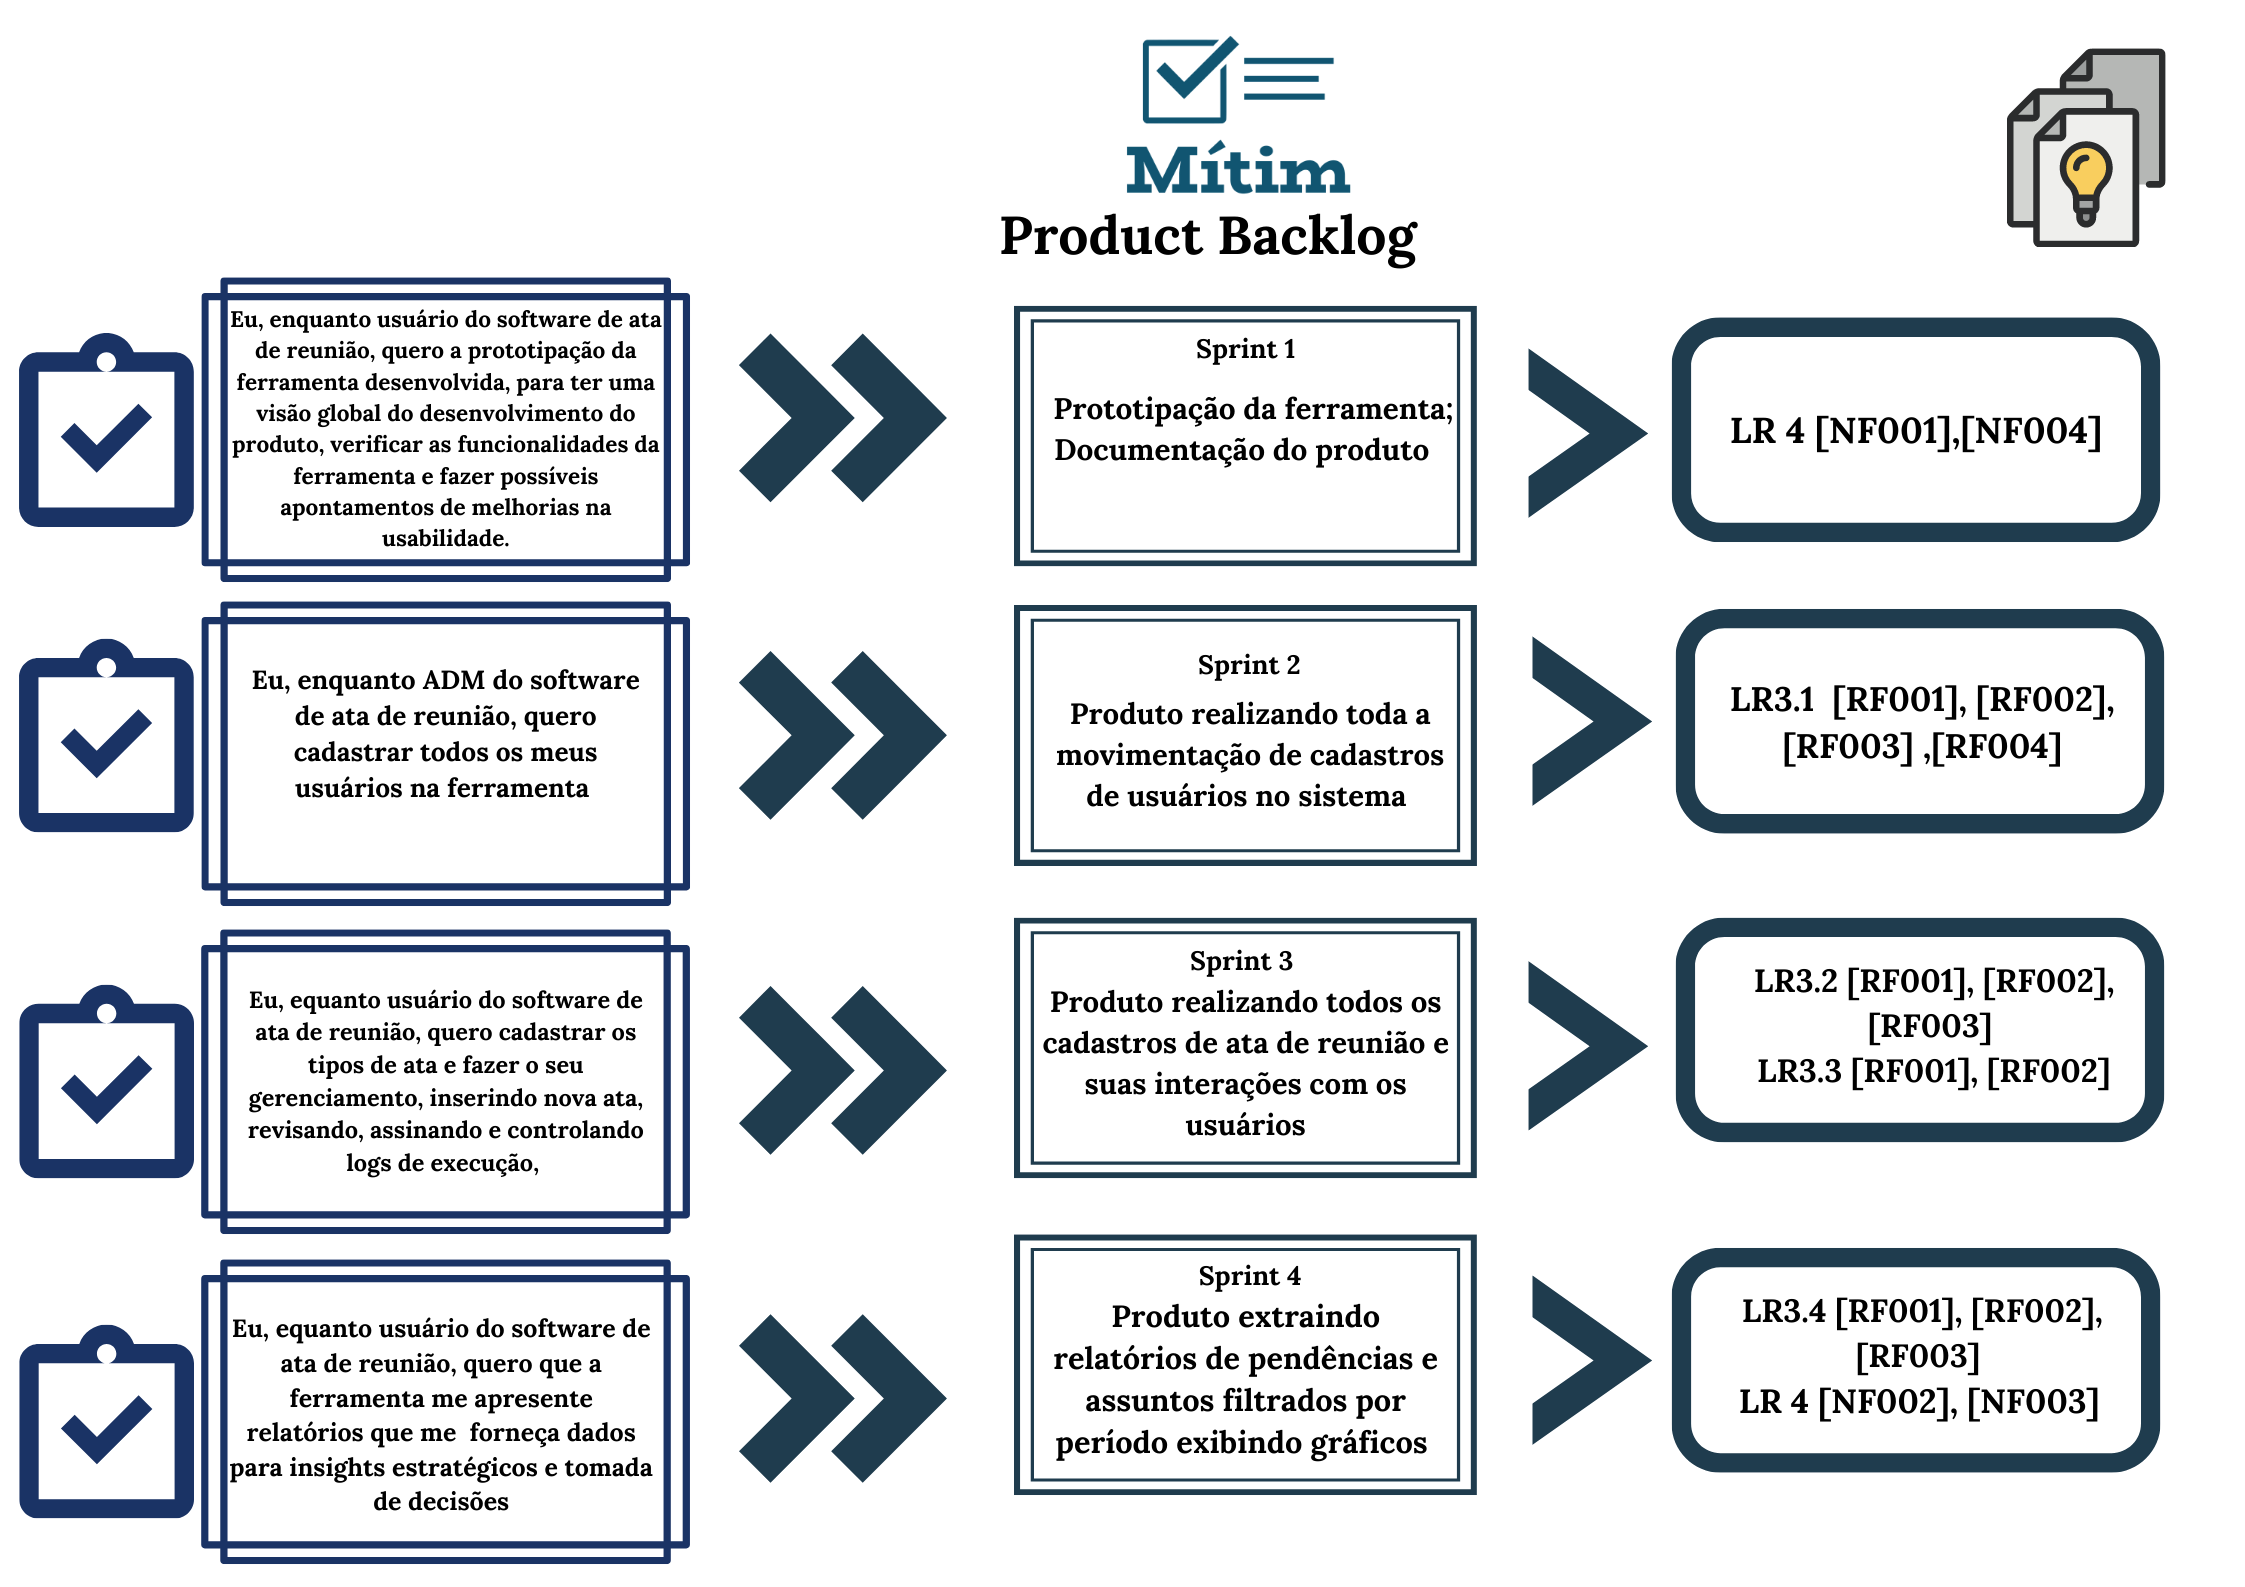 Mítim
Product Backlog
Eu, enquanto usuário do software de ata
de reunião, quero a prototipação da
ferramenta desenvolvida, para ter uma
visão global do desenvolvimento do
produto, verificar as funcionalidades da
ferramenta e fazer possíveis
apontamentos de melhorias na
usabilidade.
Sprint 1
Prototipação da ferramenta;
Documentação do produto
LR 4 [NF001],[NF004]
Eu, enquanto ADM do software
de ata de reunião, quero
cadastrar todos os meus
usuários na ferramenta
Sprint 2
Produto realizando toda a
movimentação de cadastros
de usuários no sistema
LR3.1 [RF001], [RF002],
[RF003] ,[RF004]
Eu, equanto usuário do software de
ata de reunião, quero cadastrar os
tipos de ata e fazer o seu
gerenciamento, inserindo nova ata,
revisando, assinando e controlando
logs de execução,
Sprint 3
Produto realizando todos os
cadastros de ata de reunião e
suas interações com os
usuários
LR3.2 [RF001], [RF002],
[RF003]
LR3.3 [RF001], [RF002]
Eu, equanto usuário do software de
ata de reunião, quero que a
ferramenta me apresente
relatórios que me forneça dados
para insights estratégicos e tomada
de decisões
Sprint 4
Produto extraindo
relatórios de pendências e
assuntos filtrados por
período exibindo gráficos
LR3.4 [RF001], [RF002],
[RF003]
LR 4 [NF002], [NF003]